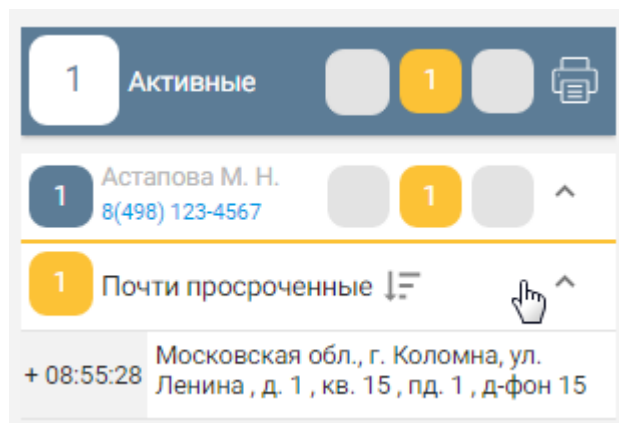 1 Активные 1
1 Астапова М. Н. 1
8(498) 123-4567
1 Почти просроченные
+ 08:55:28 Московская обл., г. Коломна, ул.
Ленина , д. 1 , кв. 15 , пд. 1 , д-фон 15